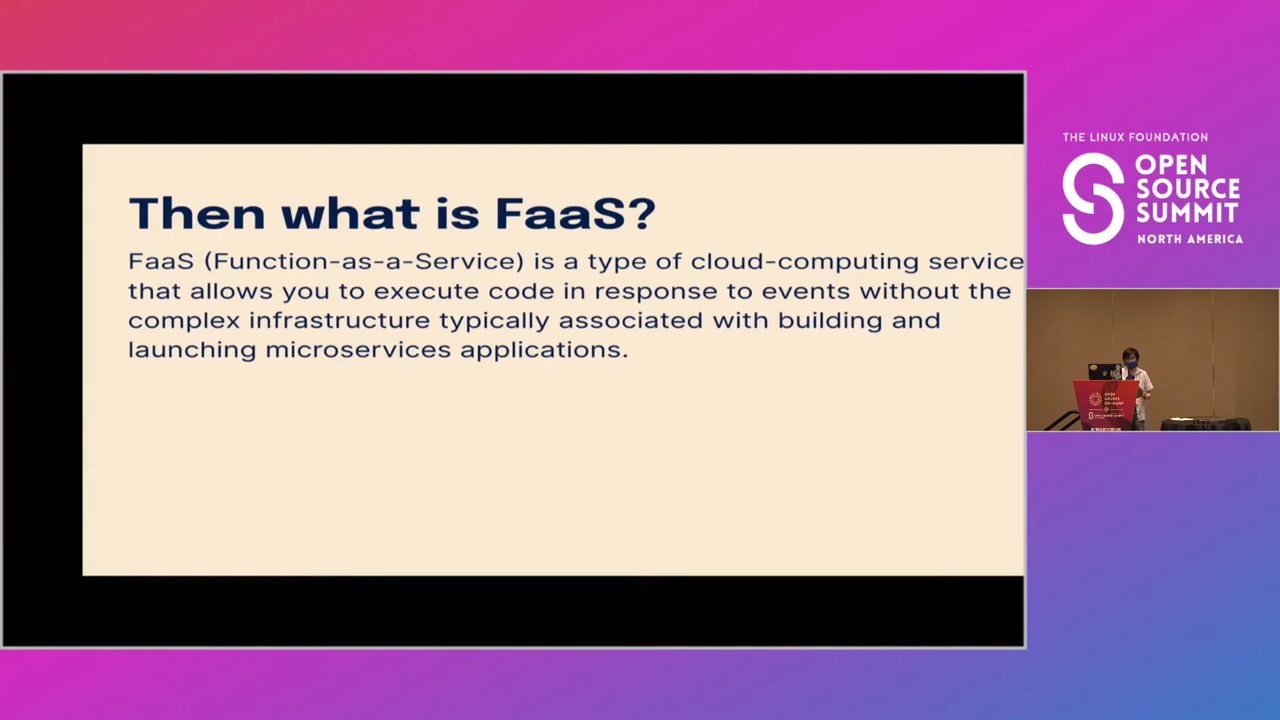 Then what is FaaS?
FaaS (Function-as-a-Service) is a type of cloud-computing service
that allows you to execute code in response to events without the
complex infrastructure typically associated with building and
launching microservices applications.
THE LINUX FOUNDATION
OPEN
SOURCE
SUMMIT
NORTH AMERICA
OPEN
SOURCE